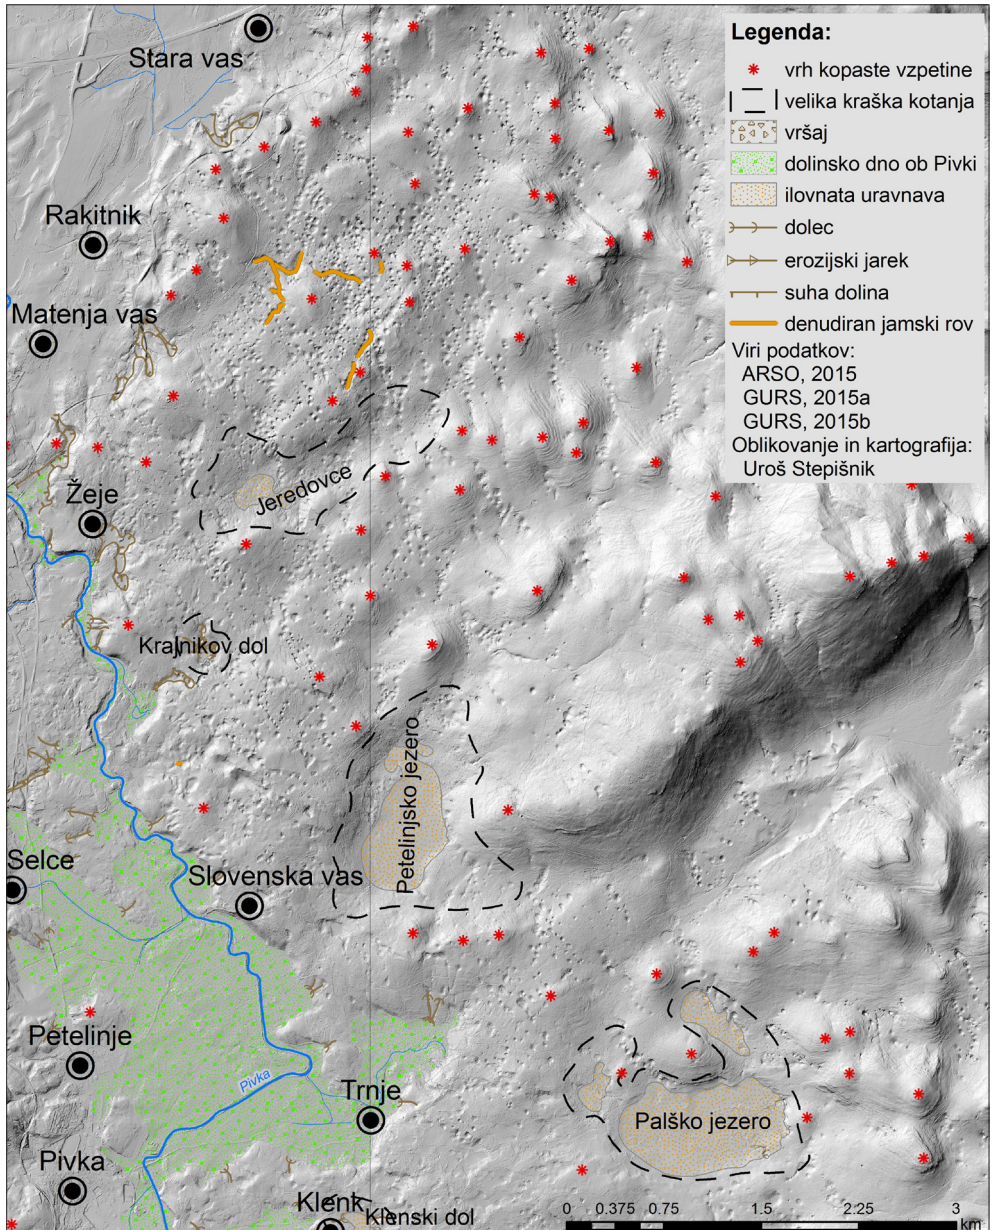 Legenda:
vrh kopaste vzpetine
velika kraška kotanja
vršaj
dolinsko dno ob Pivki
ilovnata uravnava
dolec
erozijski jarek
suha dolina
denudiran jamski rov
Viri podatkov:
ARSO, 2015
GURS, 2015a
GURS, 2015b
Oblikovanje in kartografija:
Uroš Stepišnik
Stara vas
Rakitnik
Matenja vas
Jeredovce
Žeje
Krajnikov dol
Petelinjsko jezero
Selce
Slovenska vas
Petelinje
Pivka
Trnje
Palško jezero
Pivka
Klenk
Klenski dol
0 0.375 0.75 1.5 2.25 3
km